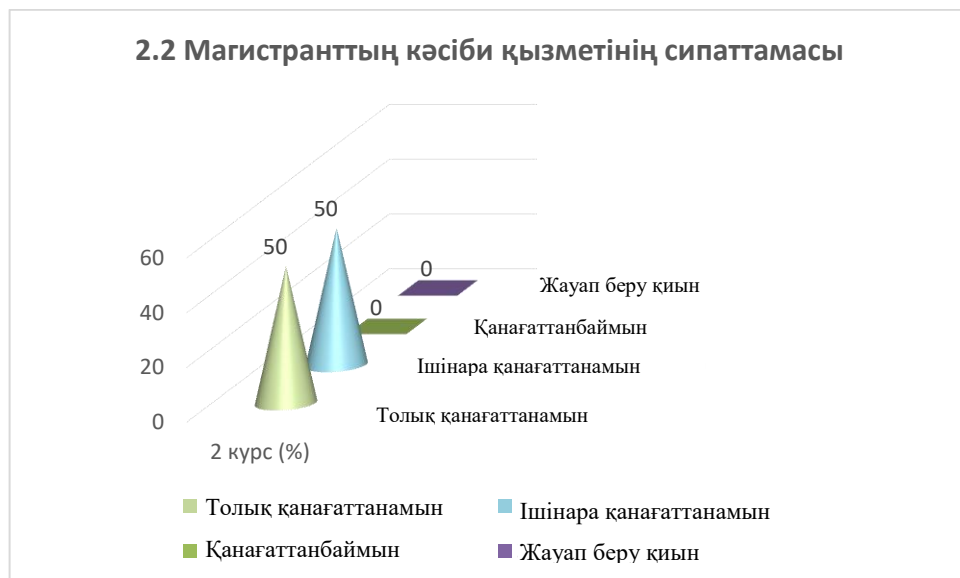 2.2 Магистранттың кәсіби қызметінің сипаттамасы
60
40
20
0
50
50
0
0
Жауап беру қиын
Қанағаттанбаймын
Ішінара қанағаттанамын
Толық қанағаттанамын
2 курс (%)
Толық қанағаттанамын
Ішінара қанағаттанамын
Қанағаттанбаймын
Жауап беру қиын